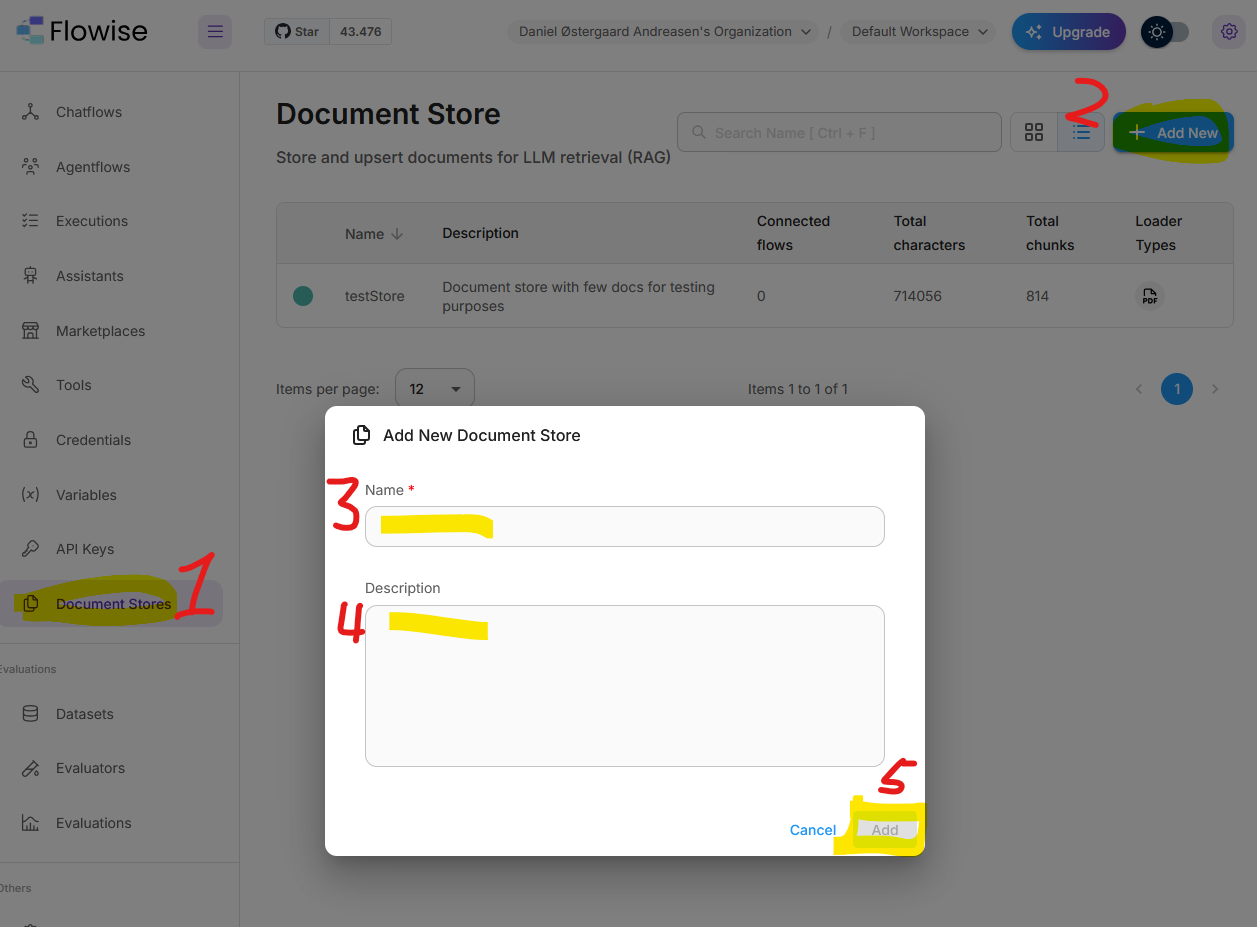 Flowise
Star 43.476
Daniel Østergaard Andreasen's Organization / Default Workspace
Upgrade
Chatflows
Agentflows
Executions
Assistants
Marketplaces
Tools
Credentials
Variables
API Keys
Document Stores
1
Evaluations
Datasets
Evaluators
Evaluations
Others
Document Store
Store and upsert documents for LLM retrieval (RAG)
Search Name [ Ctrl + F ]
2
Add New
Name Description Connected flows Total characters Total chunks Loader Types
testStore Document store with few docs for testing purposes 0 714056 814 PDF
Items per page: 12 Items 1 to 1 of 1 1
Add New Document Store
3
Name *
4
Description
5
Cancel Add